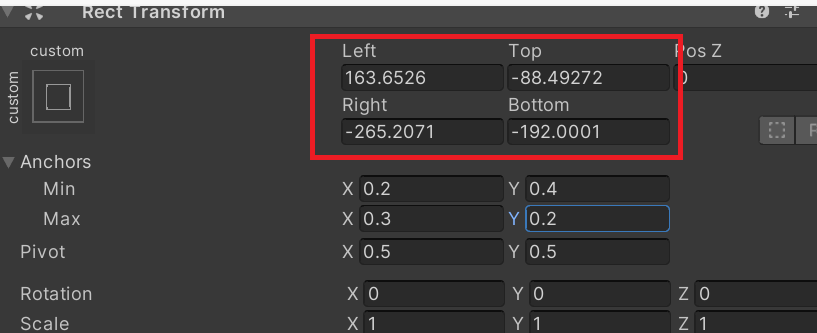 Rect Transform
custom
custom
Left Top Pos Z
163.6526 -88.49272 0
Right Bottom
-265.2071 -192.0001
Anchors
Min X 0.2 Y 0.4
Max X 0.3 Y 0.2
Pivot X 0.5 Y 0.5
Rotation X 0 Y 0 Z 0
Scale X 1 Y 1 Z 1